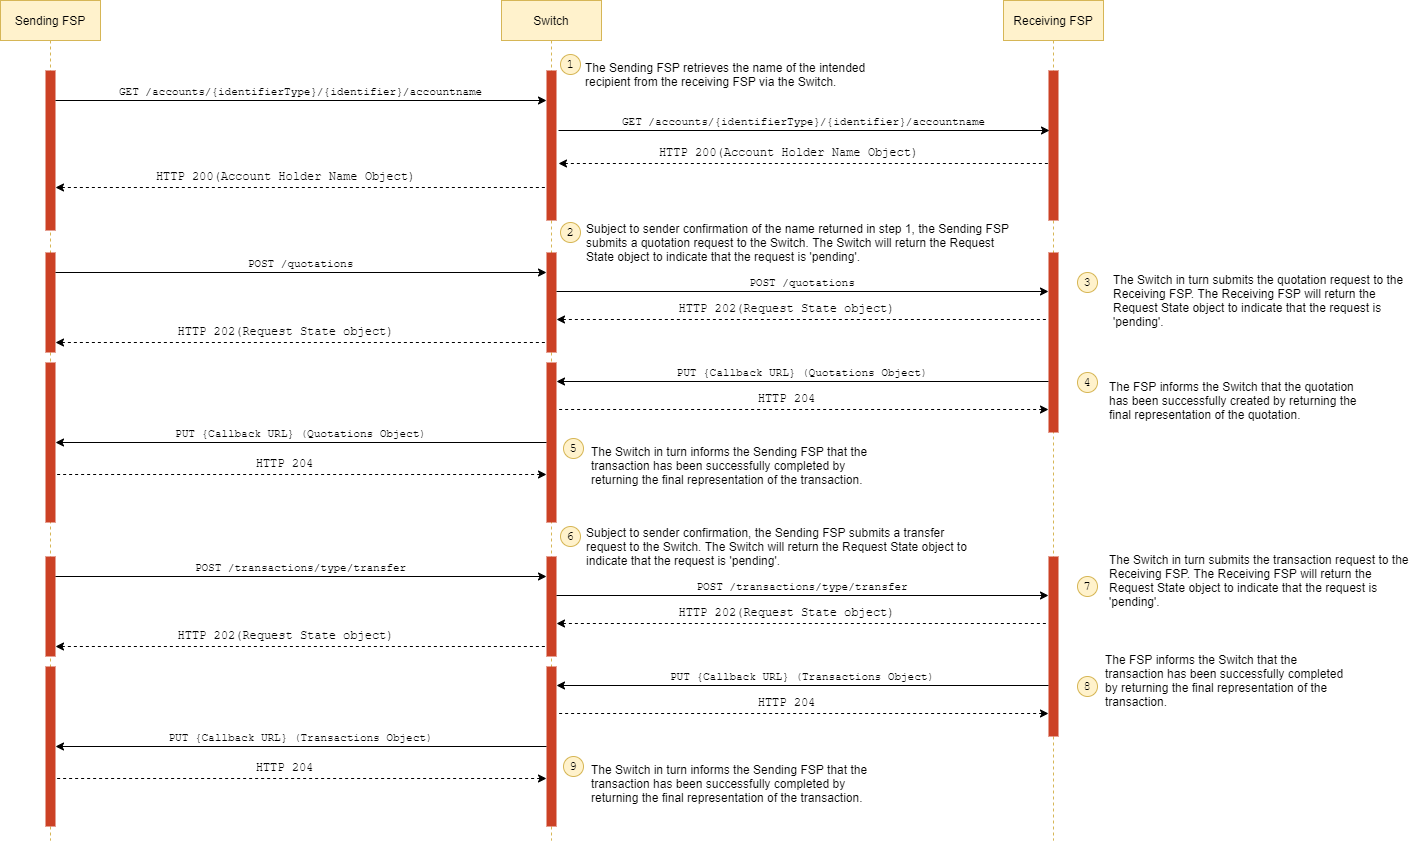 Sending FSP
Switch
Receiving FSP
1
The Sending FSP retrieves the name of the intended
recipient from the receiving FSP via the Switch.
GET /accounts/{identifierType}/{identifier}/accountname
GET /accounts/{identifierType}/{identifier}/accountname
HTTP 200(Account Holder Name Object)
HTTP 200(Account Holder Name Object)
2
Subject to sender confirmation of the name returned in step 1, the Sending FSP
submits a quotation request to the Switch. The Switch will return the Request
State object to indicate that the request is 'pending'.
POST /quotations
POST /quotations
3
The Switch in turn submits the quotation request to the
Receiving FSP. The Receiving FSP will return the
Request State object to indicate that the request is
'pending'.
HTTP 202(Request State object)
HTTP 202(Request State object)
PUT {Callback URL} (Quotations Object)
4
The FSP informs the Switch that the quotation
has been successfully created by returning the
final representation of the quotation.
HTTP 204
PUT {Callback URL} (Quotations Object)
5
The Switch in turn informs the Sending FSP that the
transaction has been successfully completed by
returning the final representation of the transaction.
HTTP 204
6
Subject to sender confirmation, the Sending FSP submits a transfer
request to the Switch. The Switch will return the Request State object to
indicate that the request is 'pending'.
POST /transactions/type/transfer
POST /transactions/type/transfer
7
The Switch in turn submits the transaction request to the
Receiving FSP. The Receiving FSP will return the
Request State object to indicate that the request is
'pending'.
HTTP 202(Request State object)
HTTP 202(Request State object)
PUT {Callback URL} (Transactions Object)
8
The FSP informs the Switch that the
transaction has been successfully completed
by returning the final representation of the
transaction.
HTTP 204
PUT {Callback URL} (Transactions Object)
9
The Switch in turn informs the Sending FSP that the
transaction has been successfully completed by
returning the final representation of the transaction.
HTTP 204